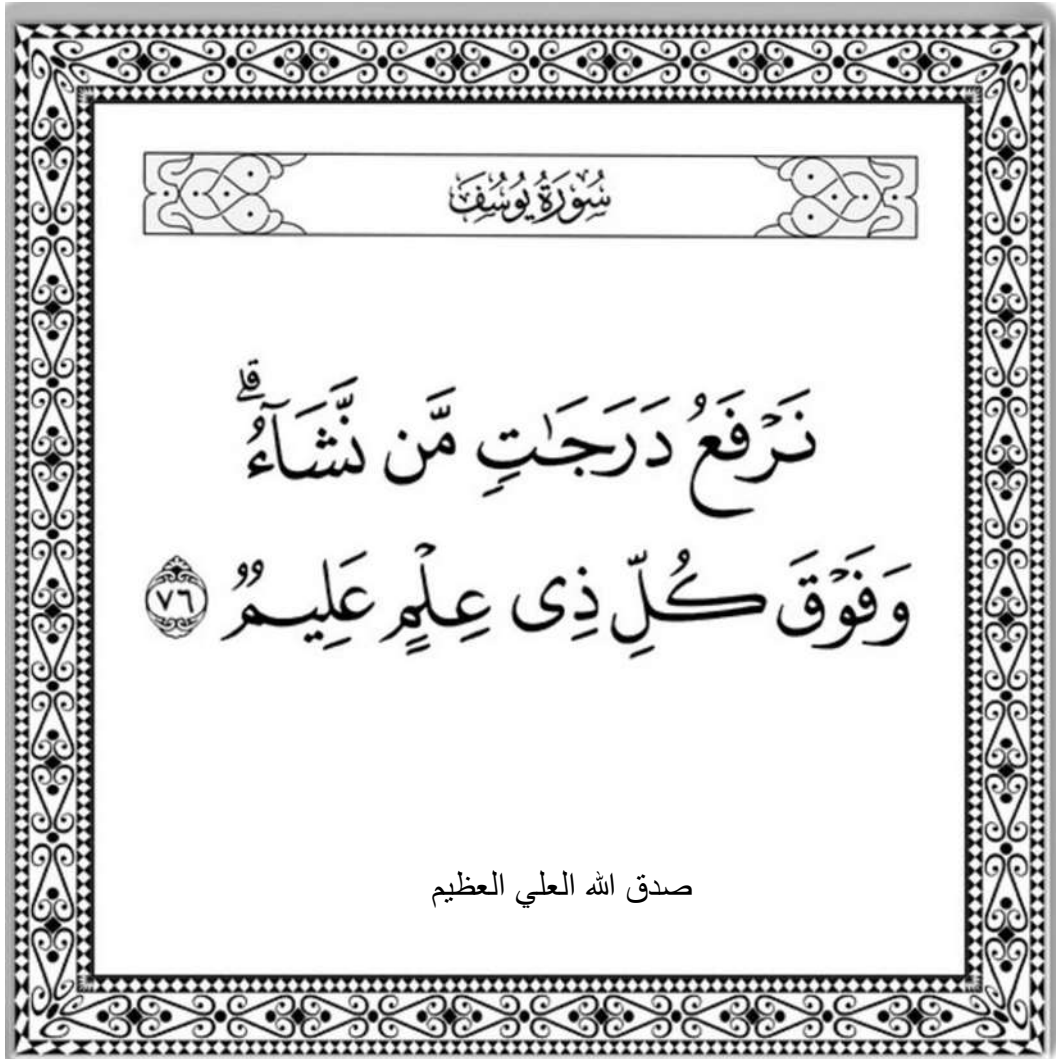 سُورَةُ يُوسُفَ
نَرۡفَعُ دَرَجَٰتٖ مَّن نَّشَآءُۗ
وَفَوۡقَ كُلِّ ذِي عِلۡمٍ عَلِيمٞ ٧٦
صدق الله العلي العظيم